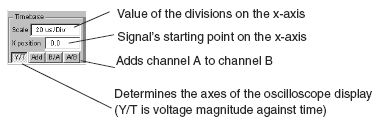 Timebase
Value of the divisions on the x-axis
Scale 20 us/Div
Signal's starting point on the x-axis
X position 0.0
Y/T Add B/A A/B
Adds channel A to channel B
Determines the axes of the oscilloscope display
(Y/T is voltage magnitude against time)